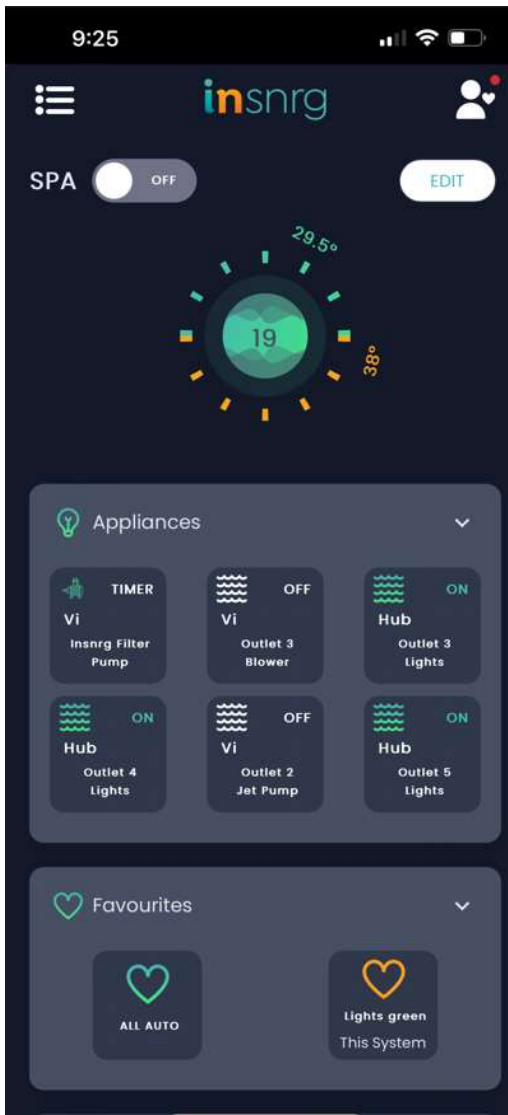 9:25
insnrg
SPA OFF EDIT
29.5°
19
38°
Appliances
TIMER
Vi
Insnrg Filter
Pump
OFF
Vi
Outlet 3
Blower
ON
Hub
Outlet 3
Lights
ON
Hub
Outlet 4
Lights
OFF
Vi
Outlet 2
Jet Pump
ON
Hub
Outlet 5
Lights
Favourites
ALL AUTO
Lights green
This System